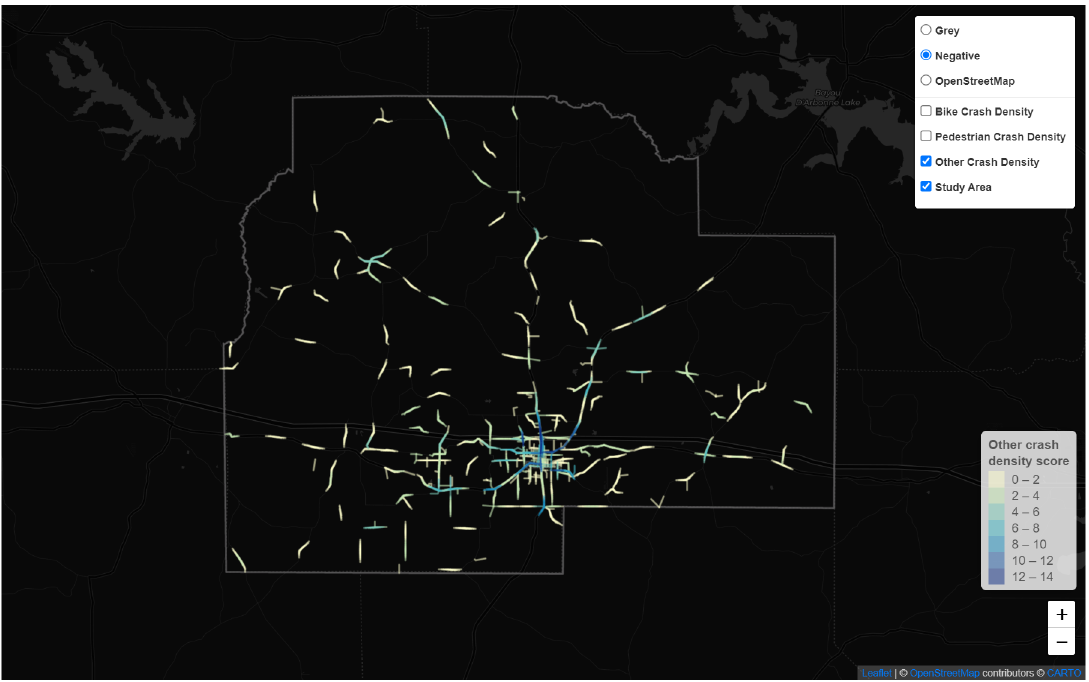 Grey
Negative
OpenStreetMap
Bike Crash Density
Pedestrian Crash Density
Other Crash Density
Study Area
Bayou
D'Arbonne Lake
Other crash
density score
0 – 2
2 – 4
4 – 6
6 – 8
8 – 10
10 – 12
12 – 14
+
−
Leaflet | © OpenStreetMap contributors © CARTO